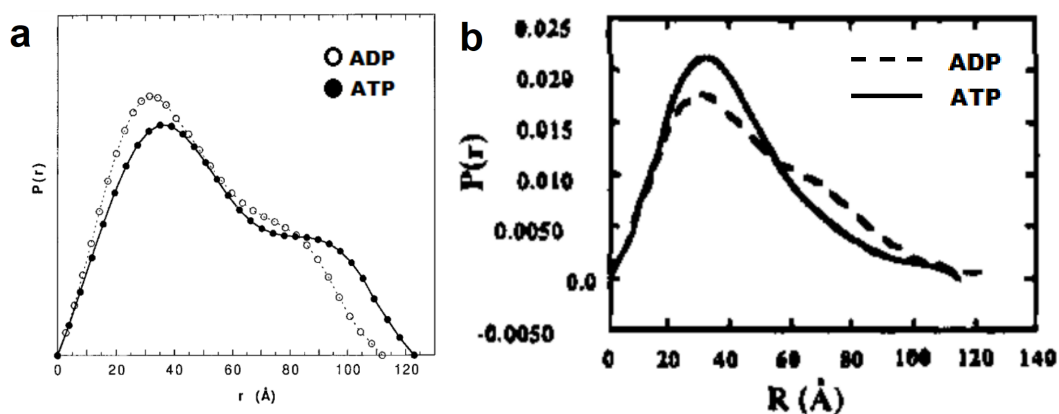 a
ADP
ATP
P(r)
0 20 40 60 80 100 120
r (Å)
b
0.025
0.020
0.015
0.010
0.0050
0.0
-0.0050
P(r)
ADP
ATP
0 20 40 60 80 100 120 140
R (Å)